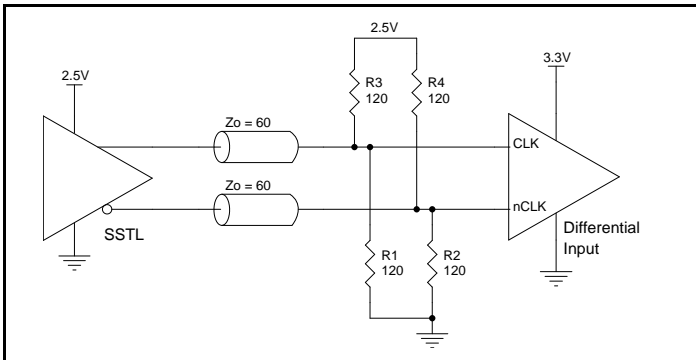 2.5V
2.5V
3.3V
R3
120
R4
120
Zo = 60
CLK
Zo = 60
nCLK
SSTL
Differential
Input
R1
120
R2
120